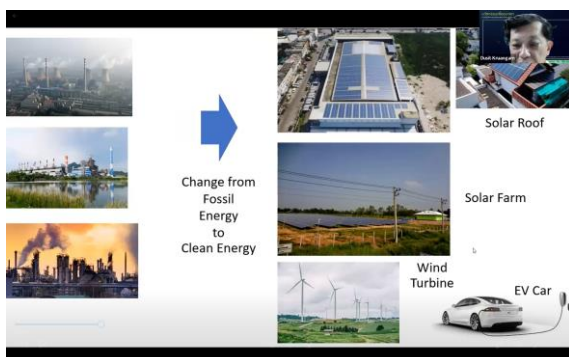 Change from
Fossil
Energy
to
Clean Energy
Solar Roof
Solar Farm
Wind
Turbine
EV Car